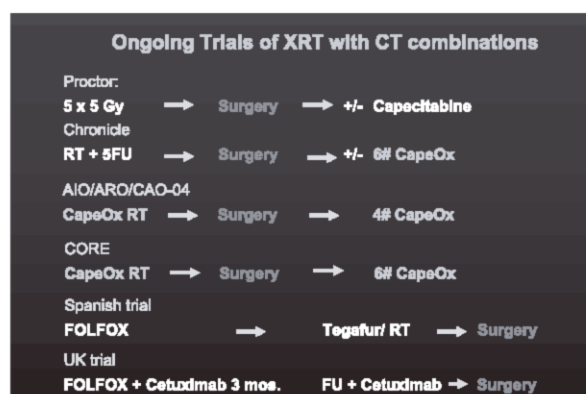 Ongoing Trials of XRT with CT combinations
Proctor:
5 x 5 Gy → Surgery → +/- Capecitabine
Chronicle
RT + 5FU → Surgery → +/- 6# CapeOx
AIO/ARO/CAO-04
CapeOx RT → Surgery → 4# CapeOx
CORE
CapeOx RT → Surgery → 6# CapeOx
Spanish trial
FOLFOX → Tegafur/ RT → Surgery
UK trial
FOLFOX + Cetuximab 3 mos. FU + Cetuximab → Surgery